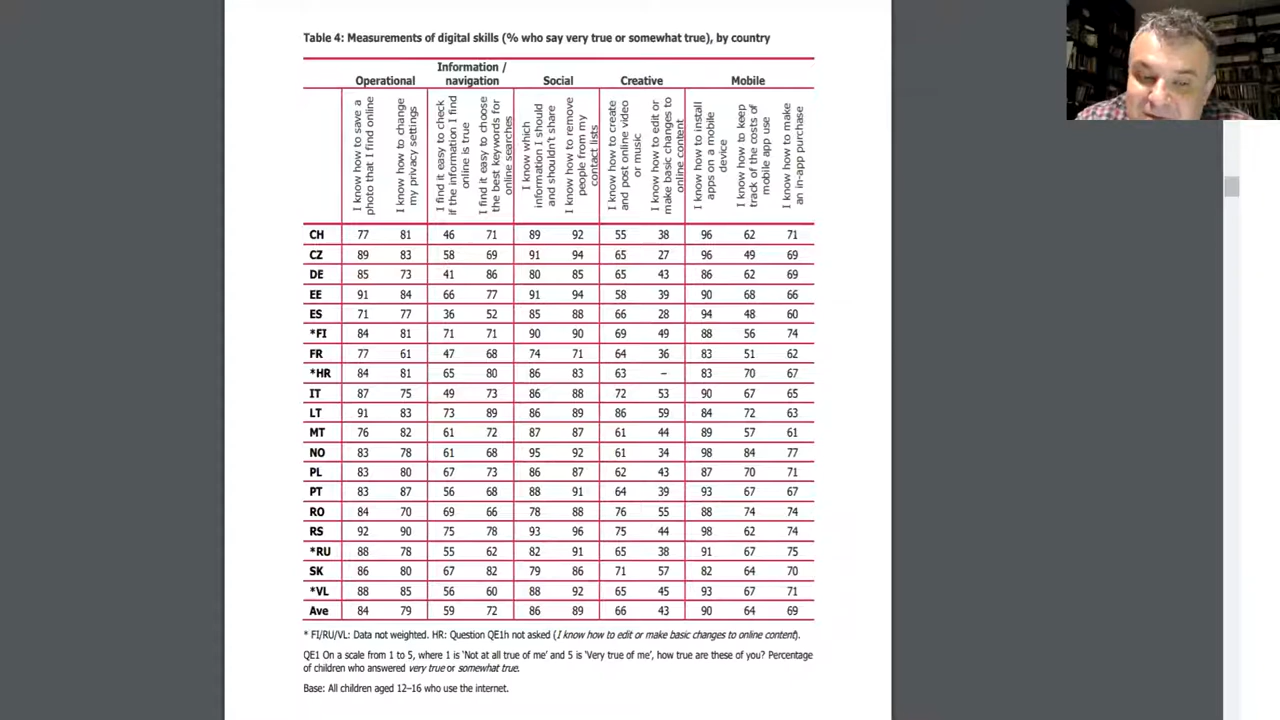 Table 4: Measurements of digital skills (% who say very true or somewhat true), by country
Operational
Information /
navigation
Social
Creative
Mobile
I know how to save a
photo that I find online
I know how to change
my privacy settings
I find it easy to check
if the information I find
online is true
I find it easy to choose
the best keywords for
online searches
I know which
information I should
and shouldn't share
I know how to remove
people from my
contact lists
I know how to create
and post online video
or music
I know how to edit or
make basic changes to
online content
I know how to install
apps on a mobile
device
I know how to keep
track of the costs of
mobile app use
I know how to make
an in-app purchase
CH 77 81 46 71 89 92 55 38 96 62 71
CZ 89 83 58 69 91 94 65 27 96 49 69
DE 85 73 41 86 80 85 65 43 86 62 69
EE 91 84 66 77 91 94 58 39 90 68 66
ES 71 77 36 52 85 88 66 28 94 48 60
*FI 84 81 71 71 90 90 69 49 88 56 74
FR 77 61 47 68 74 71 64 36 83 51 62
*HR 84 81 65 80 86 83 63 – 83 70 67
IT 87 75 49 73 86 88 72 53 90 67 65
LT 91 83 73 89 86 89 86 59 84 72 63
MT 76 82 61 72 87 87 61 44 89 57 61
NO 83 78 61 68 95 92 61 34 98 84 77
PL 83 80 67 73 86 87 62 43 87 70 71
PT 83 87 56 68 88 91 64 39 93 67 67
RO 84 70 69 66 78 88 76 55 88 74 74
RS 92 90 75 78 93 96 75 44 98 62 74
*RU 88 78 55 62 82 91 65 38 91 67 75
SK 86 80 67 82 79 86 71 57 82 64 70
*VL 88 85 56 60 88 92 65 45 93 67 71
Ave 84 79 59 72 86 89 66 43 90 64 69
* FI/RU/VL: Data not weighted. HR: Question QE1h not asked (I know how to edit or make basic changes to online content).
QE1 On a scale from 1 to 5, where 1 is 'Not at all true of me' and 5 is 'Very true of me', how true are these of you? Percentage
of children who answered very true or somewhat true.
Base: All children aged 12–16 who use the internet.